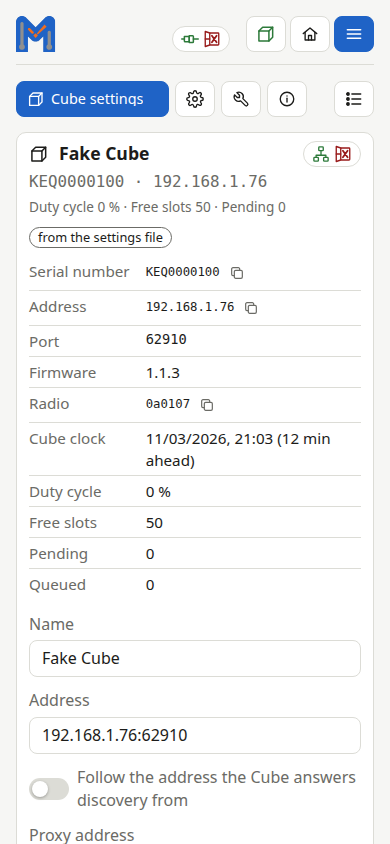 Cube settings
Fake Cube
KEQ0000100 · 192.168.1.76
Duty cycle 0 % · Free slots 50 · Pending 0
from the settings file
Serial number KEQ0000100
Address 192.168.1.76
Port 62910
Firmware 1.1.3
Radio 0a0107
Cube clock 11/03/2026, 21:03 (12 min
ahead)
Duty cycle 0 %
Free slots 50
Pending 0
Queued 0
Name
Fake Cube
Address
192.168.1.76:62910
Follow the address the Cube answers
discovery from
Proxy address